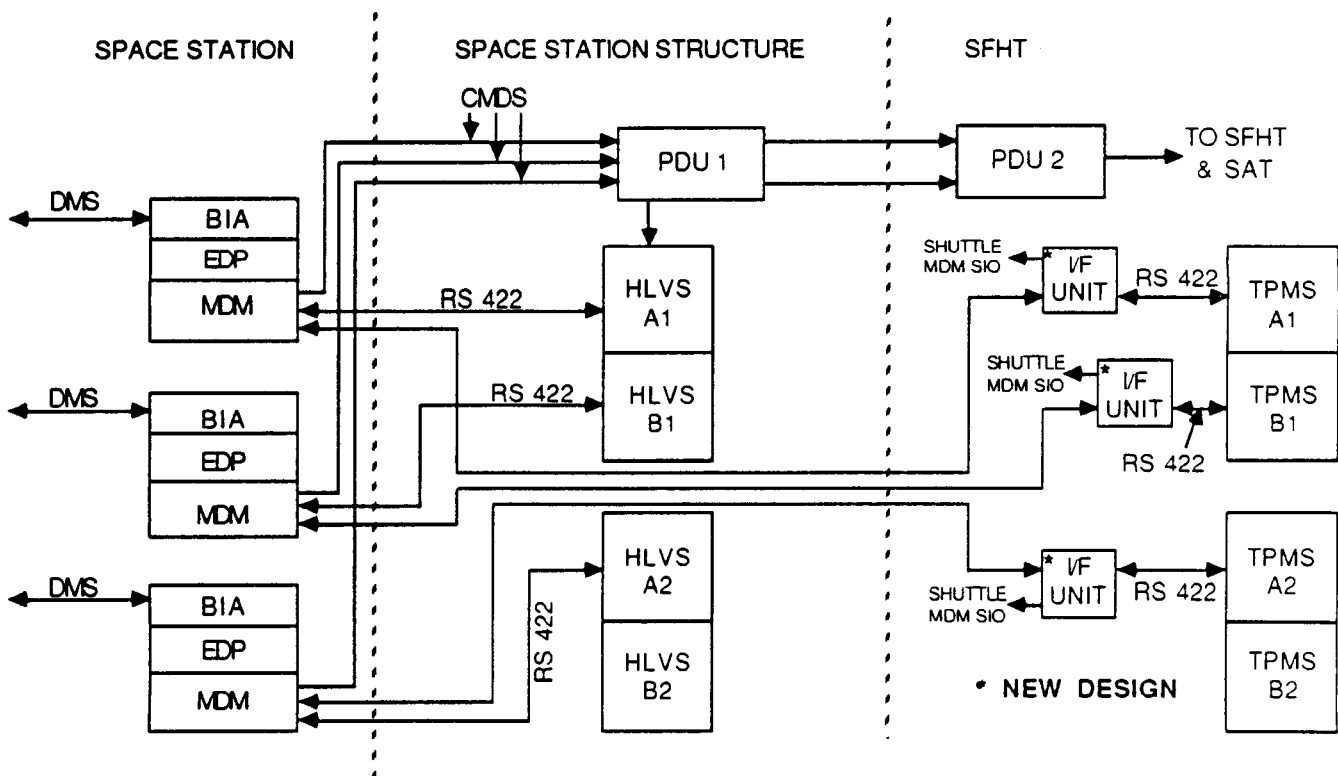 SPACE STATION
SPACE STATION STRUCTURE
SFHT
CMDS
PDU 1
PDU 2
TO SFHT
& SAT
DMS
BIA
EDP
MDM
RS 422
HLVS
A1
SHUTTLE
MDM SIO
* I/F
UNIT
RS 422
TPMS
A1
DMS
BIA
EDP
MDM
RS 422
HLVS
B1
SHUTTLE
MDM SIO
* I/F
UNIT
RS 422
TPMS
B1
DMS
BIA
EDP
MDM
RS 422
HLVS
A2
HLVS
B2
* I/F
UNIT
SHUTTLE
MDM SIO
RS 422
TPMS
A2
TPMS
B2
* NEW DESIGN